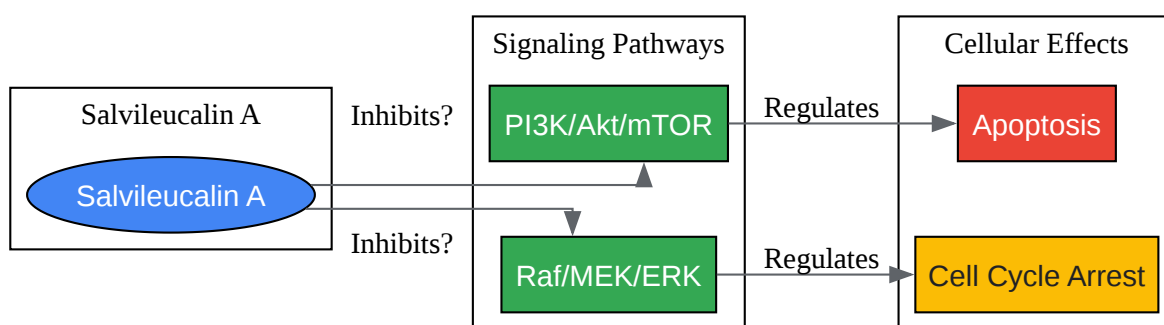 Signaling Pathways
Cellular Effects
Salvileucalin A
Inhibits?
PI3K/Akt/mTOR
Regulates
Apoptosis
Salvileucalin A
Inhibits?
Raf/MEK/ERK
Regulates
Cell Cycle Arrest